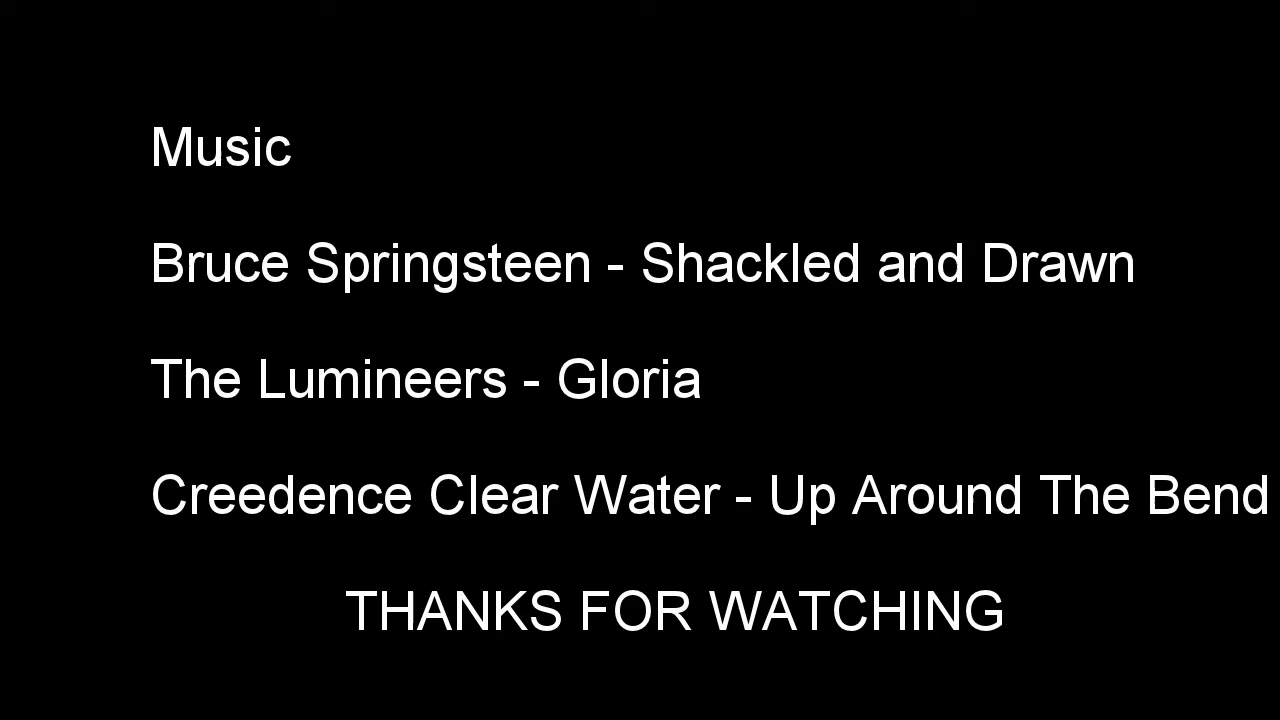 Music
Bruce Springsteen - Shackled and Drawn
The Lumineers - Gloria
Creedence Clear Water - Up Around The Bend
THANKS FOR WATCHING